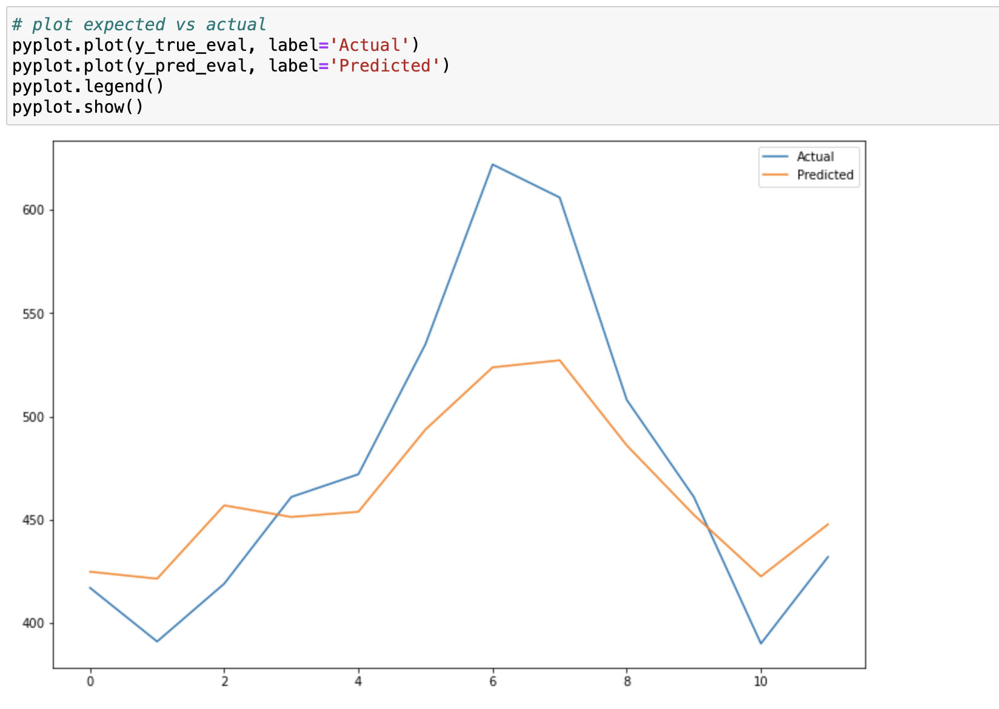 # plot expected vs actual
pyplot.plot(y_true_eval, label='Actual')
pyplot.plot(y_pred_eval, label='Predicted')
pyplot.legend()
pyplot.show()
Actual
Predicted
600
550
500
450
400
0 2 4 6 8 10